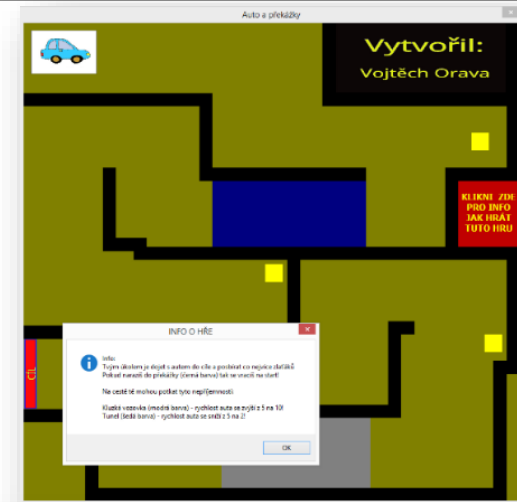 Auto a překážky
Vytvořil:
Vojtěch Orava
KLIKNI ZDE
PRO INFO
JAK HRÁT
TUTO HRU
INFO O HŘE
Info:
Tvým úkolem je dojet s autem do cíle a posbírat co nejvíce zlaťáků
Pokud narazíš do překážky (černá barva) tak se vracíš na start!
Na cestě tě mohou potkat tyto nepříjemnosti
Kluzká vozovka (modrá barva) - rychlost auta se zvýší z 5 na 10!
Tunel (šedá barva) - rychlost auta se sníží z 5 na 2!
OK
CÍL